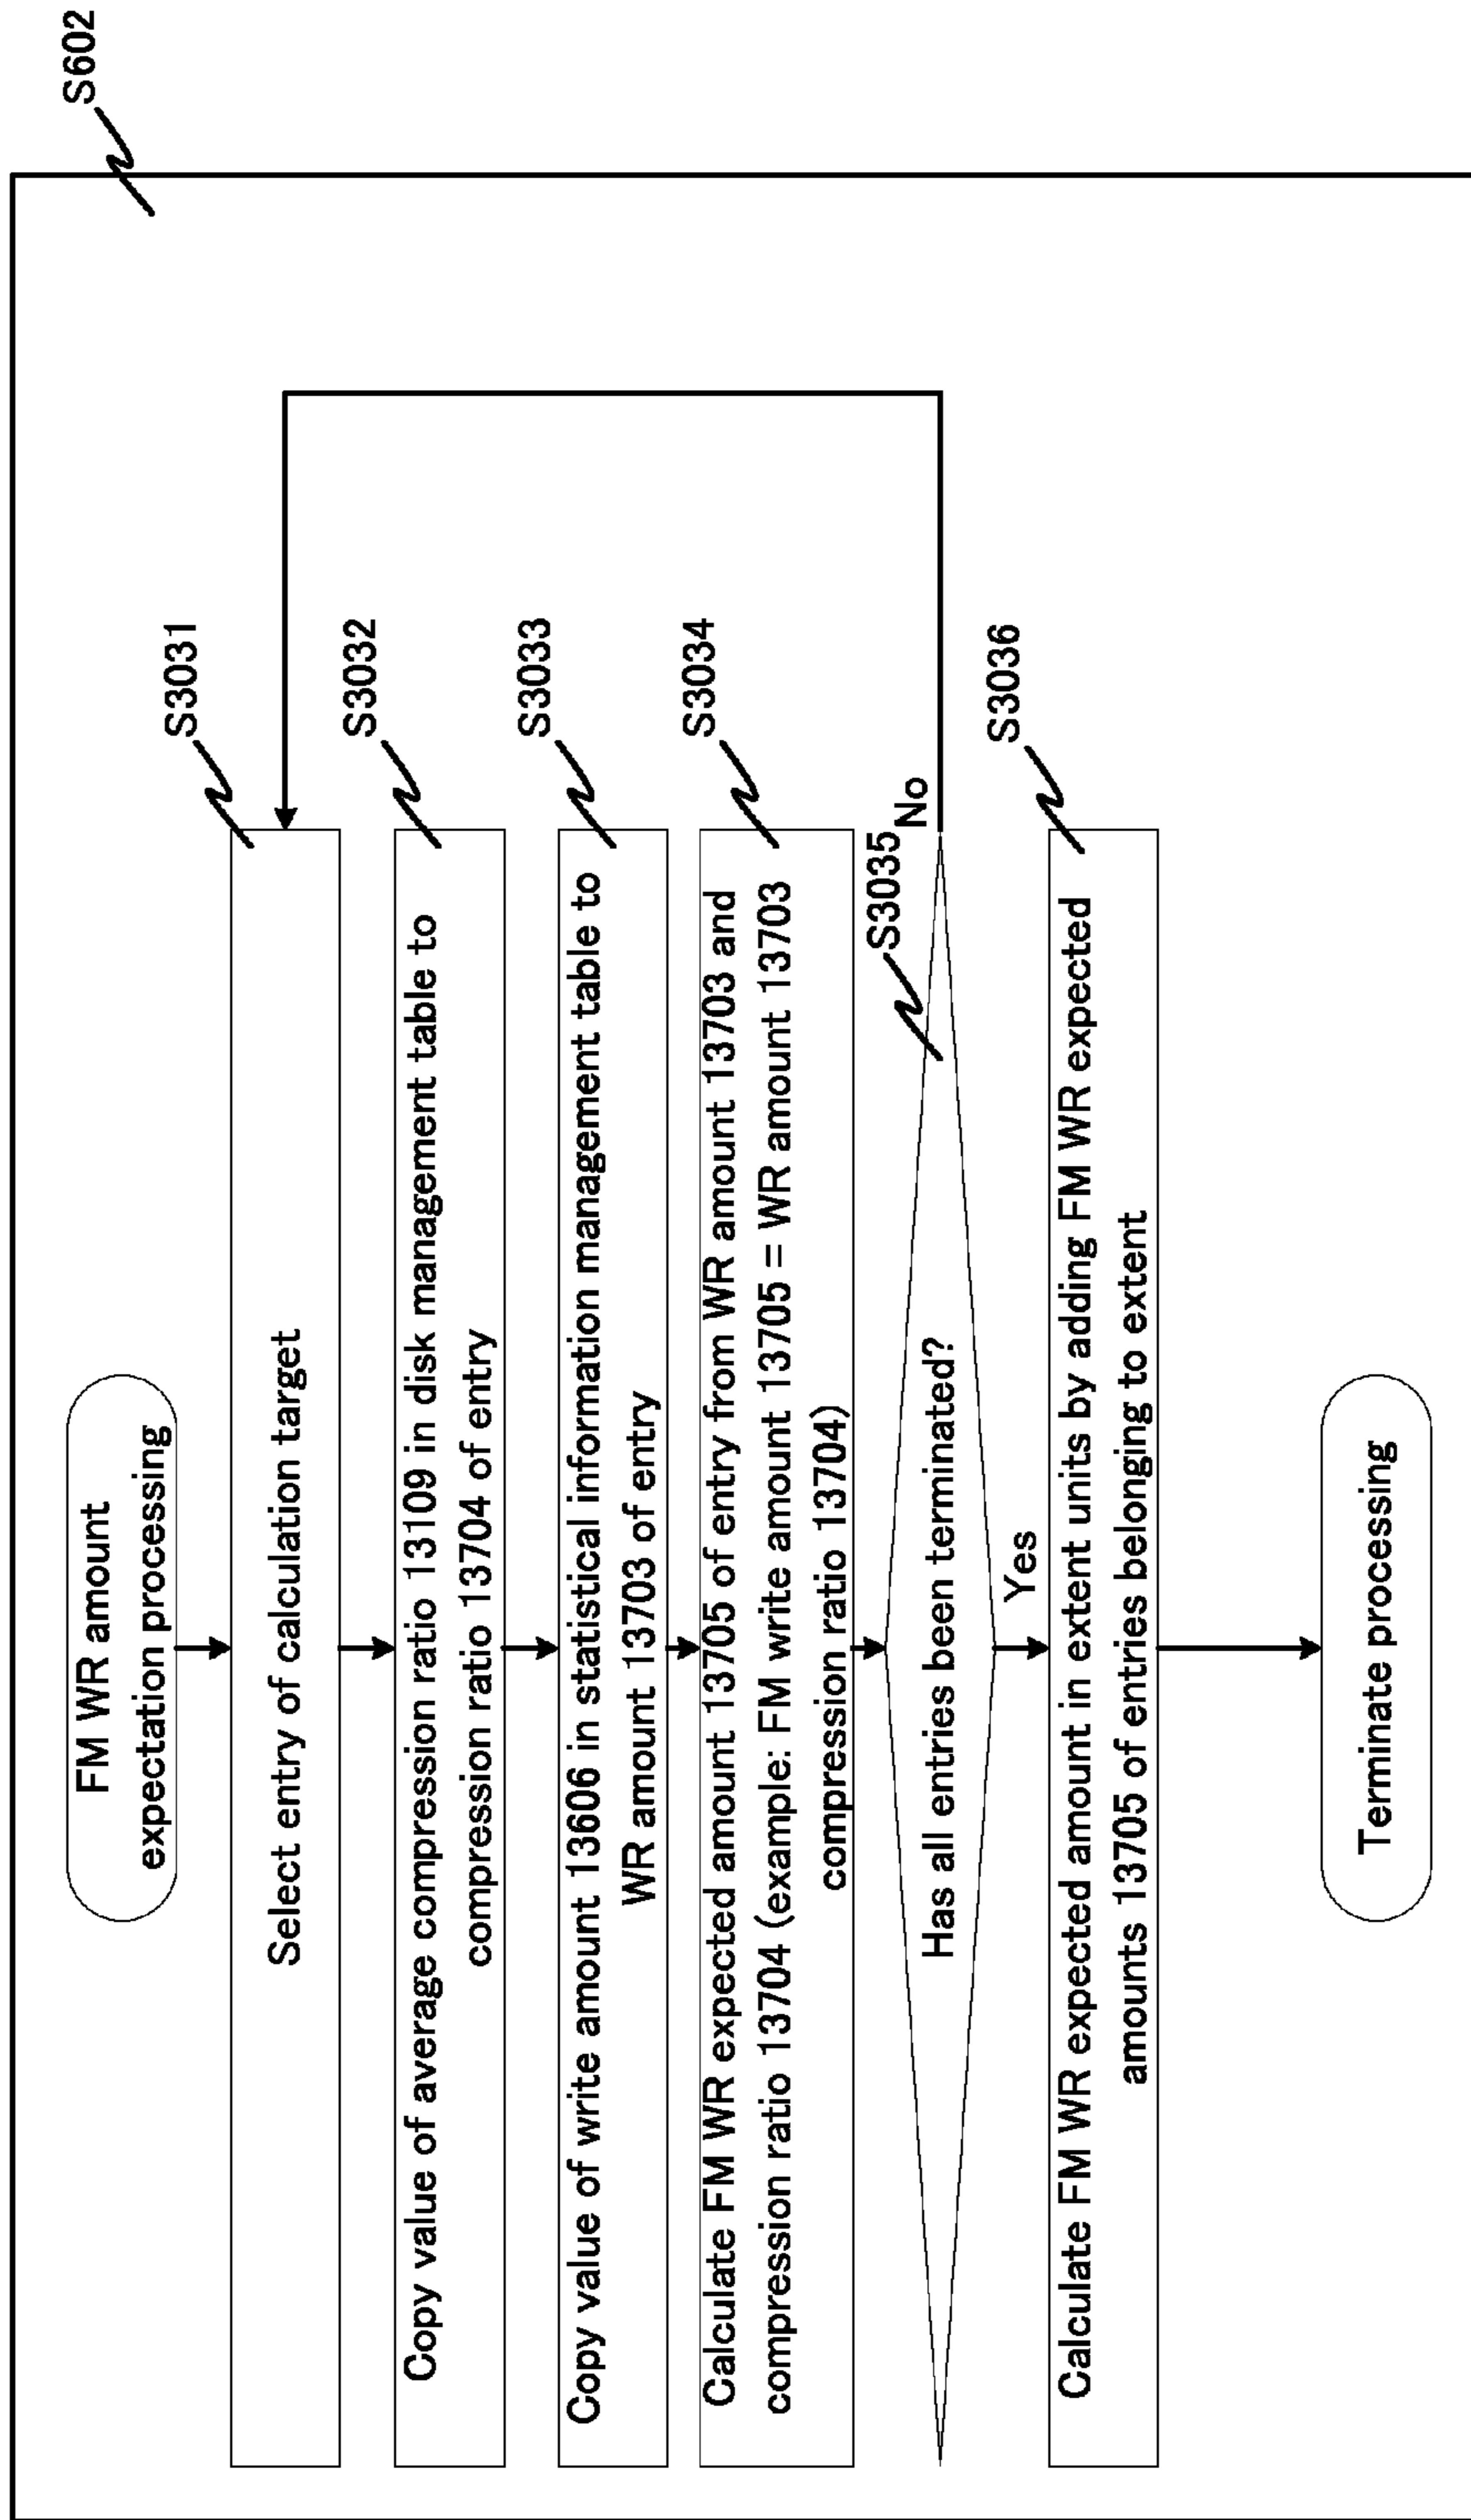 S602
FM WR amount
expectation processing
S3031
Select entry of calculation target
S3032
Copy value of average compression ratio 13109 in disk management table to
compression ratio 13704 of entry
S3033
Copy value of write amount 13606 in statistical information management table to
WR amount 13703 of entry
S3034
Calculate FM WR expected amount 13705 of entry from WR amount 13703 and
compression ratio 13704 (example: FM write amount 13705 = WR amount 13703
compression ratio 13704)
S3035
No
Has all entries been terminated?
Yes
S3036
Calculate FM WR expected amount in extent units by adding FM WR expected
amounts 13705 of entries belonging to extent
Terminate processing